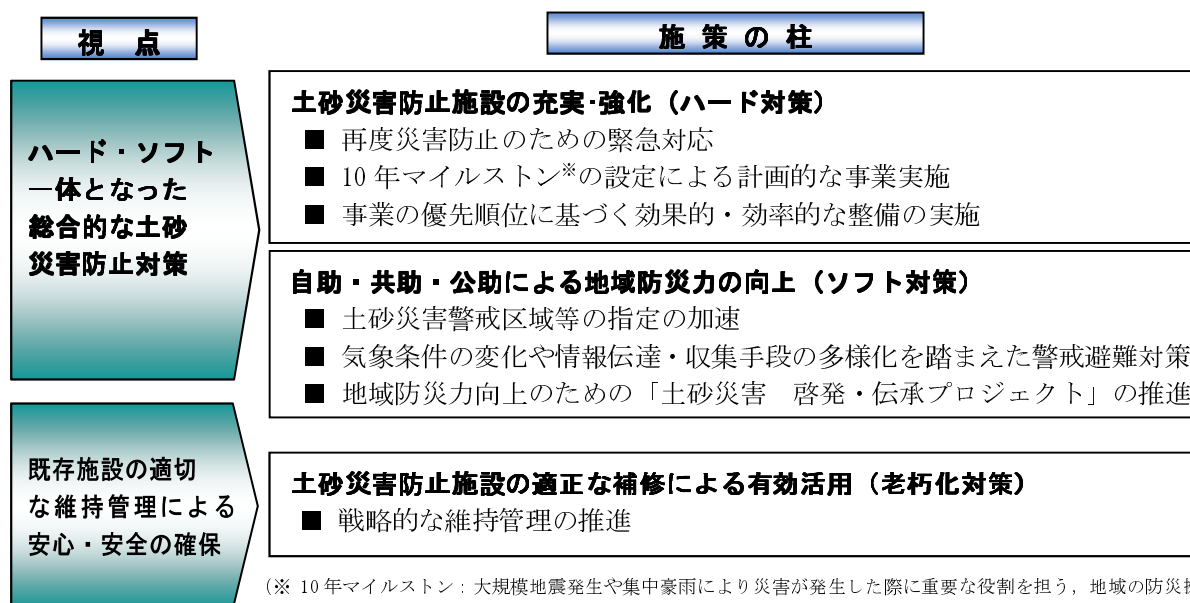 視 点
施 策 の 柱
ハード・ソフト
一体となった
総合的な土砂
災害防止対策
土砂災害防止施設の充実・強化（ハード対策）
■ 再度災害防止のための緊急対応
■ 10年マイルストン※の設定による計画的な事業実施
■ 事業の優先順位に基づく効果的・効率的な整備の実施
自助・共助・公助による地域防災力の向上（ソフト対策）
■ 土砂災害警戒区域等の指定の加速
■ 気象条件の変化や情報伝達・収集手段の多様化を踏まえた警戒避難対策
■ 地域防災力向上のための「土砂災害　啓発・伝承プロジェクト」の推進
既存施設の適切
な維持管理による
安心・安全の確保
土砂災害防止施設の適正な補修による有効活用（老朽化対策）
■ 戦略的な維持管理の推進
（※ 10年マイルストン：大規模地震発生や集中豪雨により災害が発生した際に重要な役割を担う，地域の防災